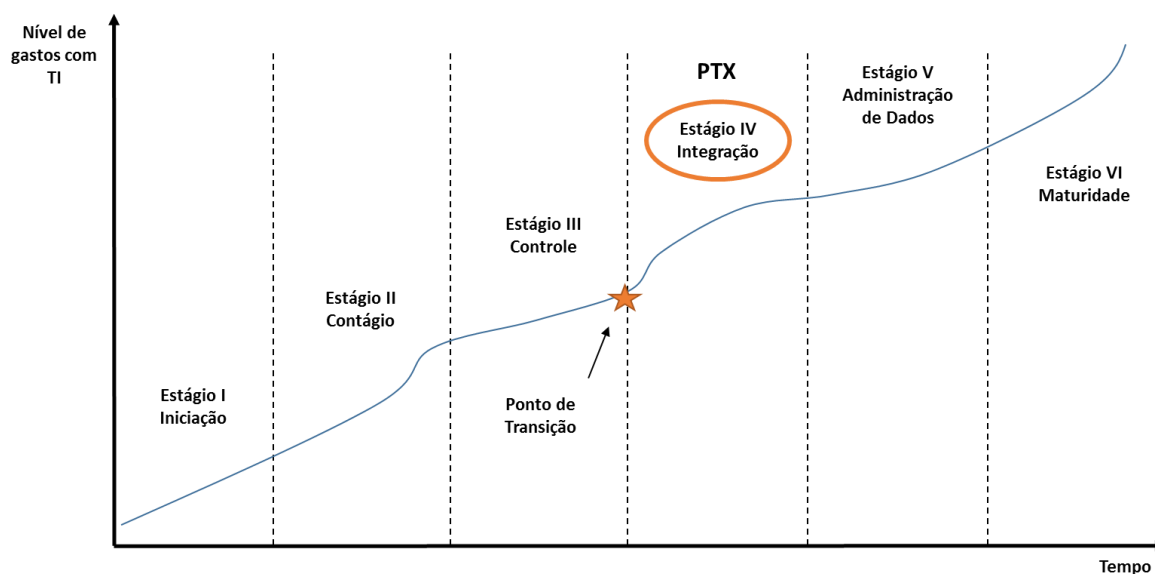 Nível de
gastos com
TI
Estágio I
Iniciação
Estágio II
Contágio
Estágio III
Controle
Ponto de
Transição
PTX
Estágio IV
Integração
Estágio V
Administração
de Dados
Estágio VI
Maturidade
Tempo